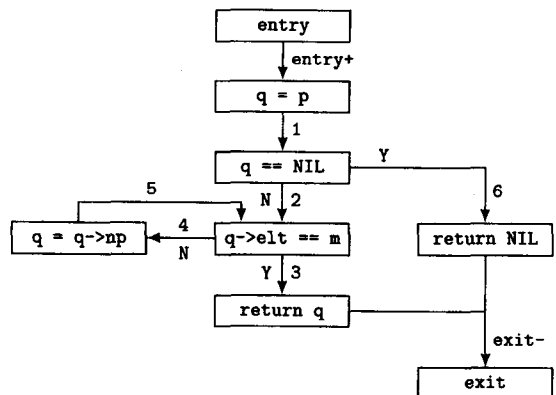 entry
entry+
q = p
1
q == NIL
Y
N 2
6
5
q = q->np
4
N
q->elt == m
return NIL
Y 3
return q
exit-
exit